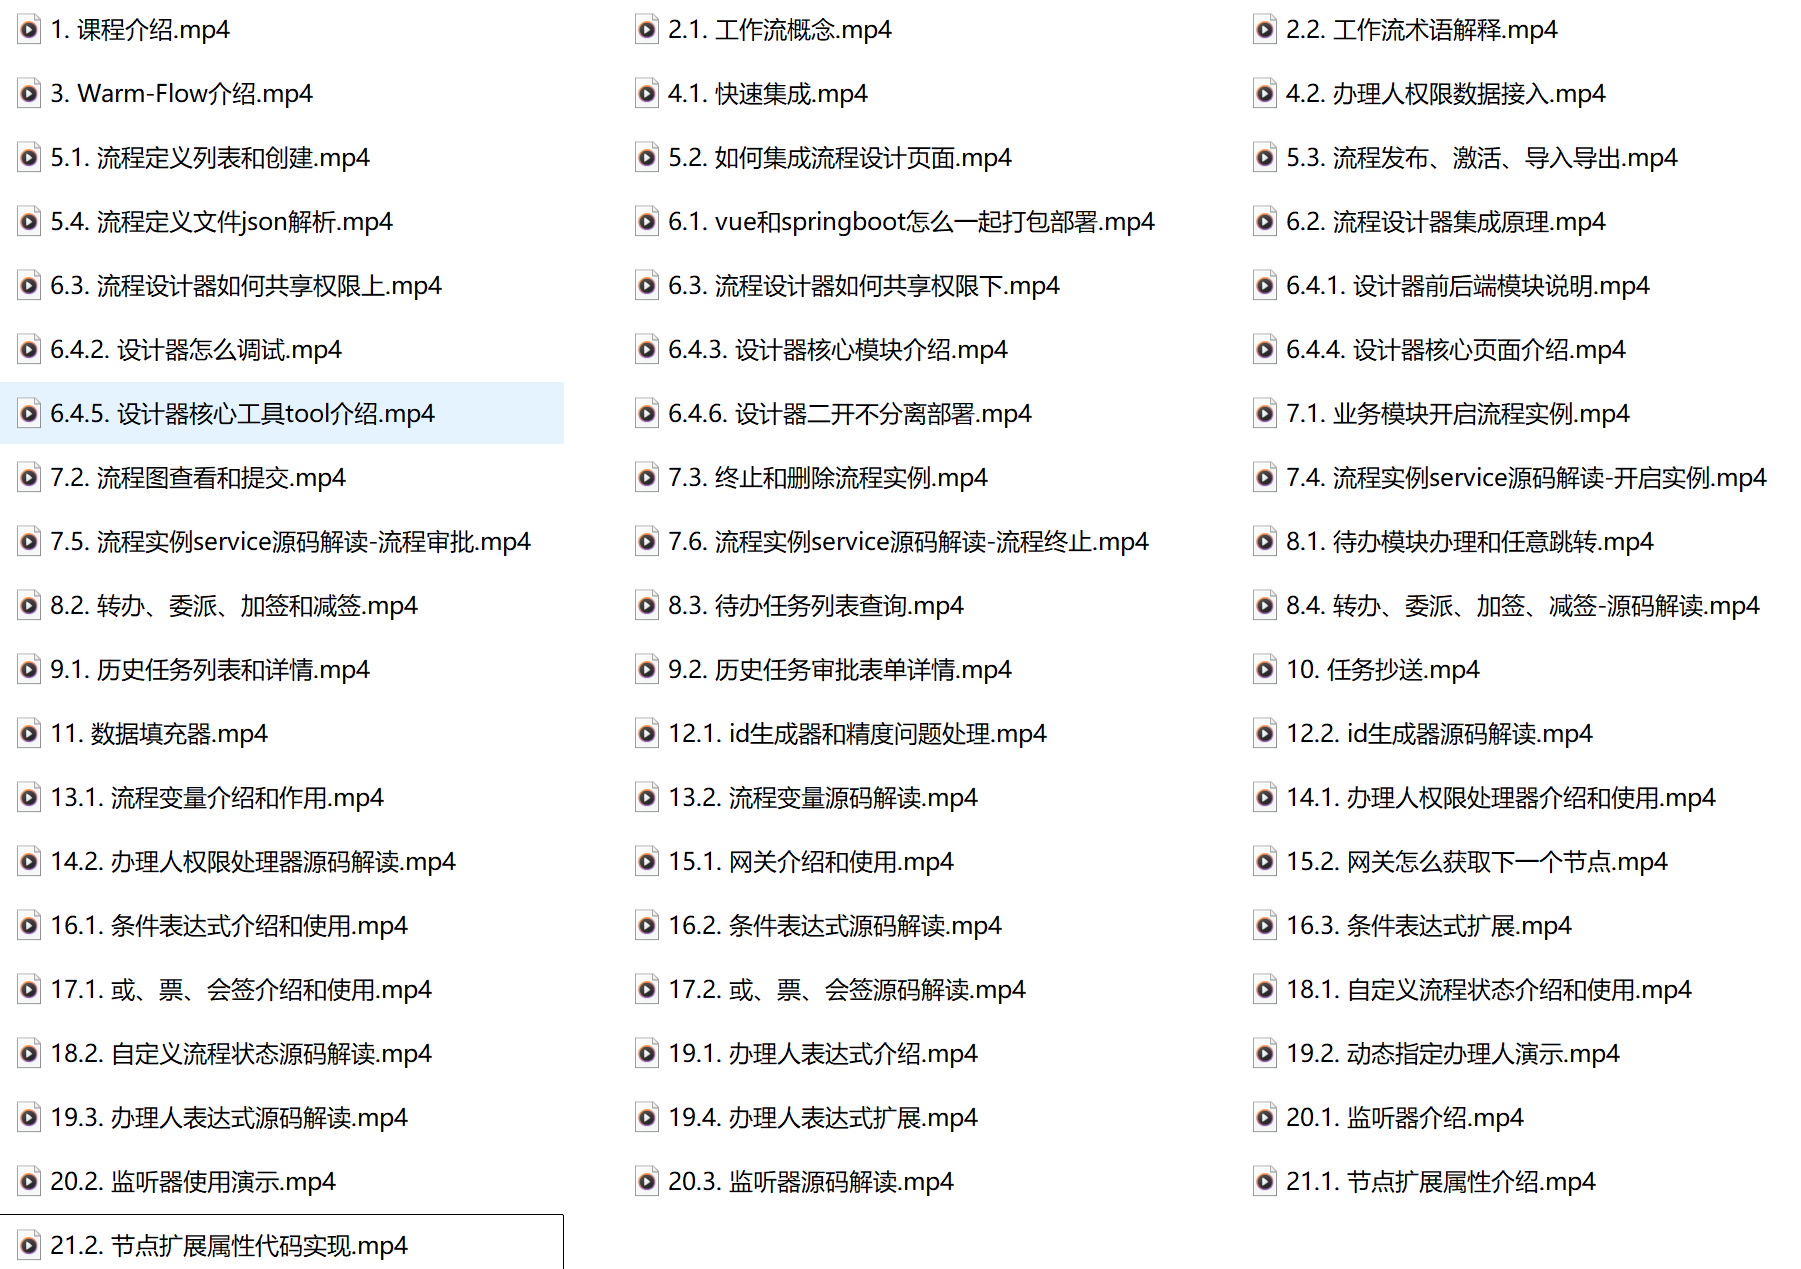 1. 课程介绍.mp4
2.1. 工作流概念.mp4
2.2. 工作流术语解释.mp4
3. Warm-Flow介绍.mp4
4.1. 快速集成.mp4
4.2. 办理人权限数据接入.mp4
5.1. 流程定义列表和创建.mp4
5.2. 如何集成流程设计页面.mp4
5.3. 流程发布、激活、导入导出.mp4
5.4. 流程定义文件json解析.mp4
6.1. vue和springboot怎么一起打包部署.mp4
6.2. 流程设计器集成原理.mp4
6.3. 流程设计器如何共享权限上.mp4
6.3. 流程设计器如何共享权限下.mp4
6.4.1. 设计器前后端模块说明.mp4
6.4.2. 设计器怎么调试.mp4
6.4.3. 设计器核心模块介绍.mp4
6.4.4. 设计器核心页面介绍.mp4
6.4.5. 设计器核心工具tool介绍.mp4
6.4.6. 设计器二开不分离部署.mp4
7.1. 业务模块开启流程实例.mp4
7.2. 流程图查看和提交.mp4
7.3. 终止和删除流程实例.mp4
7.4. 流程实例service源码解读-开启实例.mp4
7.5. 流程实例service源码解读-流程审批.mp4
7.6. 流程实例service源码解读-流程终止.mp4
8.1. 待办模块办理和任意跳转.mp4
8.2. 转办、委派、加签和减签.mp4
8.3. 待办任务列表查询.mp4
8.4. 转办、委派、加签、减签-源码解读.mp4
9.1. 历史任务列表和详情.mp4
9.2. 历史任务审批表单详情.mp4
10. 任务抄送.mp4
11. 数据填充器.mp4
12.1. id生成器和精度问题处理.mp4
12.2. id生成器源码解读.mp4
13.1. 流程变量介绍和作用.mp4
13.2. 流程变量源码解读.mp4
14.1. 办理人权限处理器介绍和使用.mp4
14.2. 办理人权限处理器源码解读.mp4
15.1. 网关介绍和使用.mp4
15.2. 网关怎么获取下一个节点.mp4
16.1. 条件表达式介绍和使用.mp4
16.2. 条件表达式源码解读.mp4
16.3. 条件表达式扩展.mp4
17.1. 或、票、会签介绍和使用.mp4
17.2. 或、票、会签源码解读.mp4
18.1. 自定义流程状态介绍和使用.mp4
18.2. 自定义流程状态源码解读.mp4
19.1. 办理人表达式介绍.mp4
19.2. 动态指定办理人演示.mp4
19.3. 办理人表达式源码解读.mp4
19.4. 办理人表达式扩展.mp4
20.1. 监听器介绍.mp4
20.2. 监听器使用演示.mp4
20.3. 监听器源码解读.mp4
21.1. 节点扩展属性介绍.mp4
21.2. 节点扩展属性代码实现.mp4